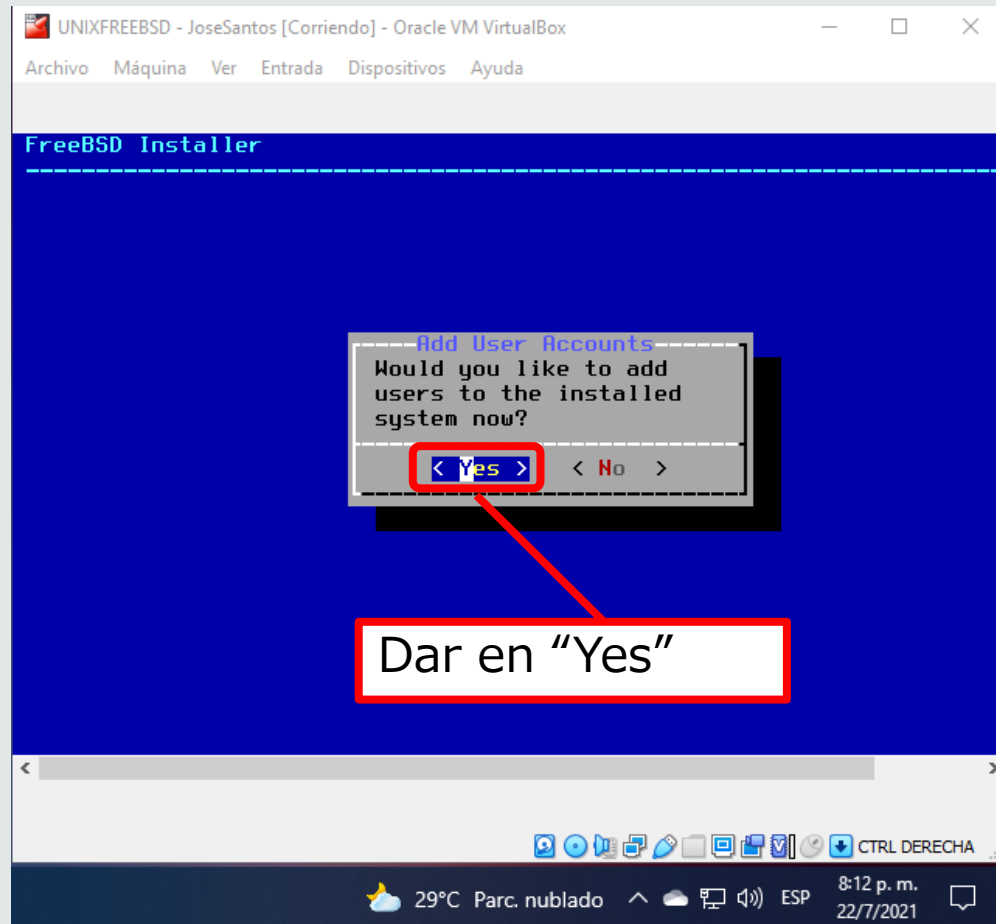 UNIXFREEBSD - JoseSantos [Corriendo] - Oracle VM VirtualBox
Archivo Máquina Ver Entrada Dispositivos Ayuda
FreeBSD Installer
Add User Accounts
Would you like to add
users to the installed
system now?
< Yes > < No >
Dar en “Yes”
CTRL DERECHA
29°C Parc. nublado ESP 8:12 p. m.
22/7/2021